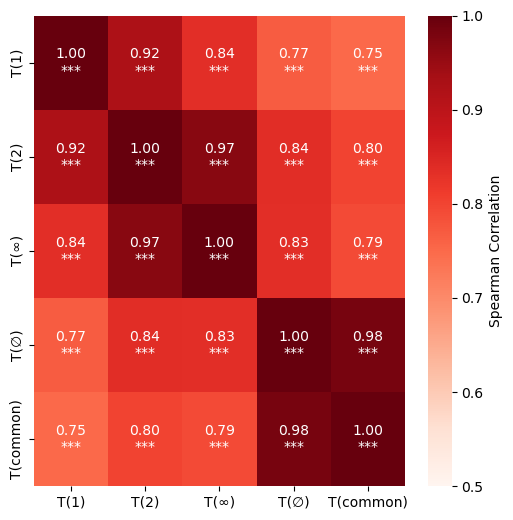 T(1)
1.00 0.92 0.84 0.77 0.75
*** *** *** *** ***
T(2)
0.92 1.00 0.97 0.84 0.80
*** *** *** *** ***
T(∞)
0.84 0.97 1.00 0.83 0.79
*** *** *** *** ***
T(∅)
0.77 0.84 0.83 1.00 0.98
*** *** *** *** ***
T(common)
0.75 0.80 0.79 0.98 1.00
*** *** *** *** ***
T(1) T(2) T(∞) T(∅) T(common)
1.0
0.9
0.8
0.7
0.6
0.5
Spearman Correlation